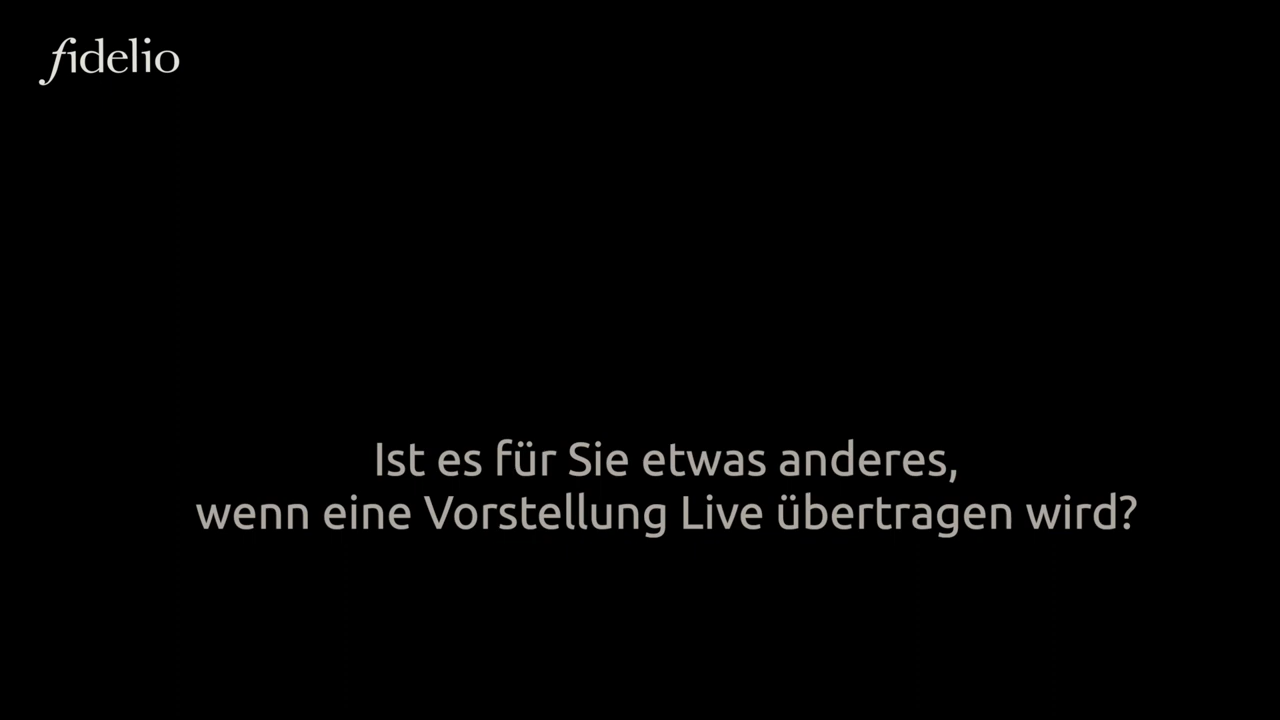 fidelio
Ist es für Sie etwas anderes,
wenn eine Vorstellung Live übertragen wird?